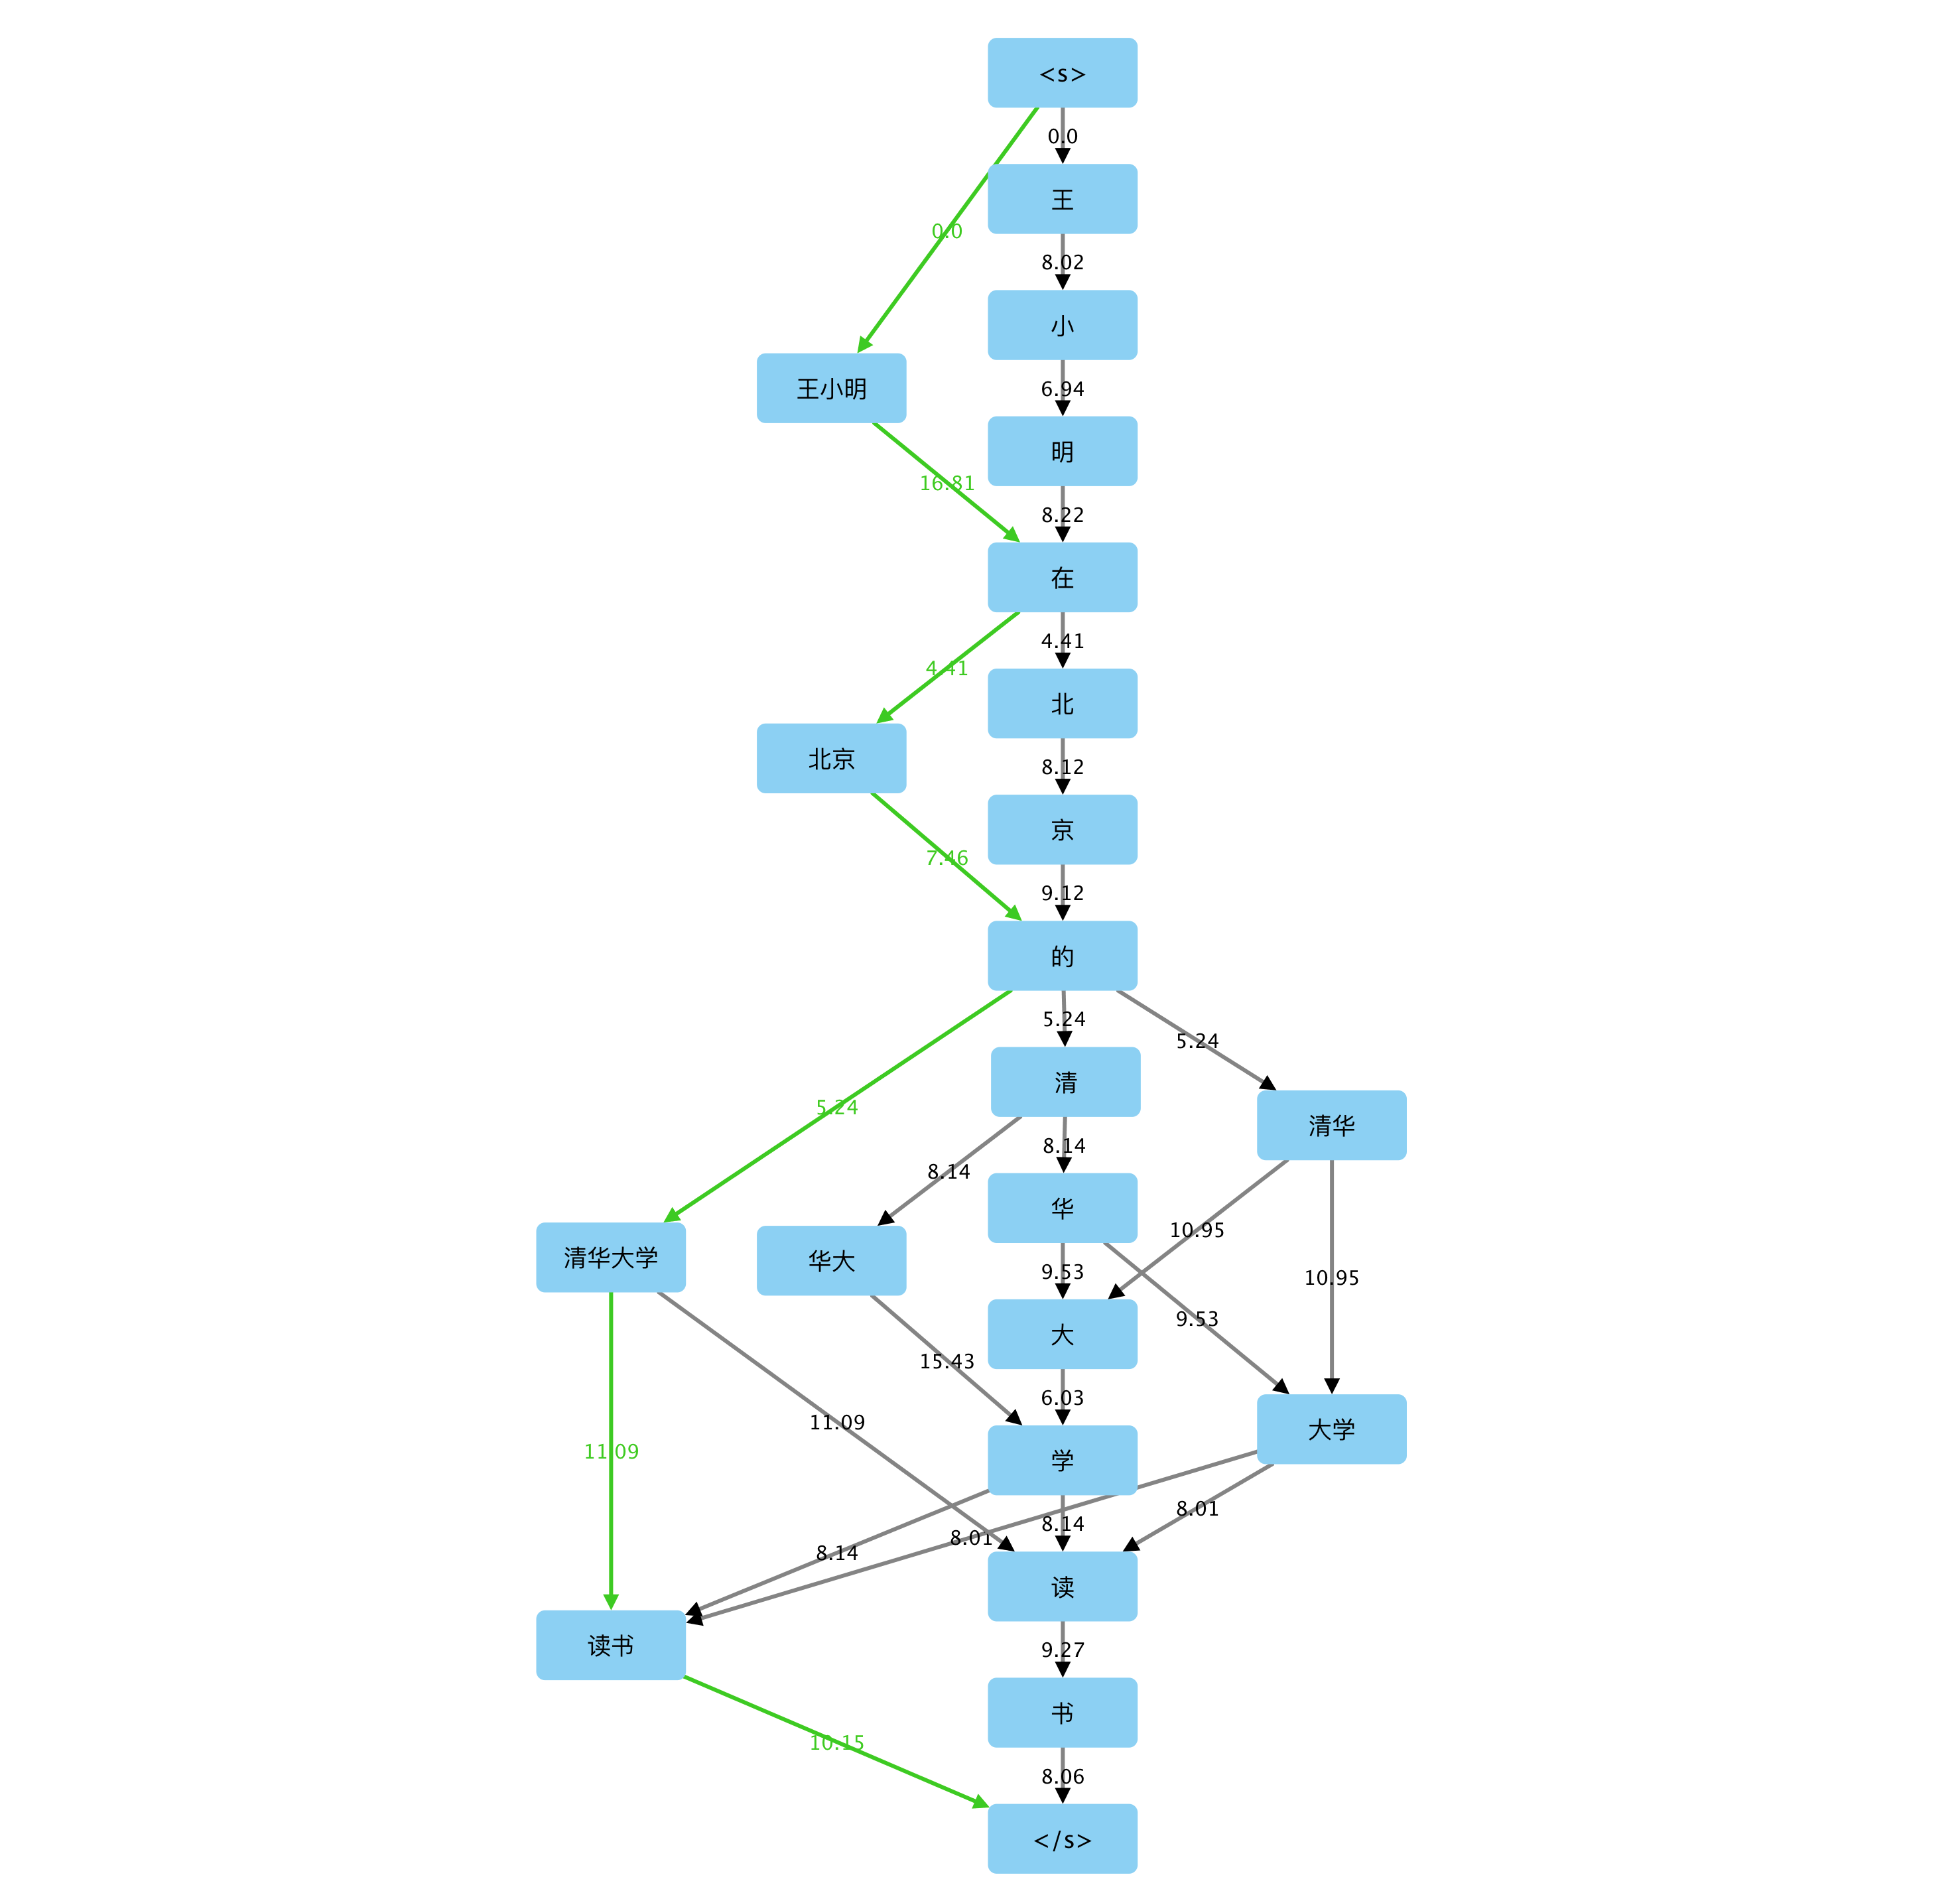 <s>
0.0
王
0.0
8.02
小
6.94
王小明
明
16.81
8.22
在
4.41
4.41
北
北京
8.12
京
7.46
9.12
的
5.24
5.24
清
5.24
清华
8.14
8.14
华
10.95
清华大学
华大
9.53
10.95
9.53
大
15.43
6.03
11.09
大学
11.09
学
8.01
8.14
8.01
8.14
读
读书
9.27
书
10.15
8.06
</s>